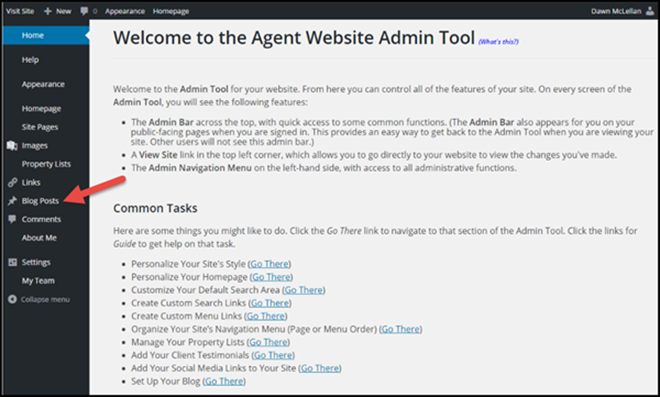 Visit Site New 0 Appearance Homepage Dawn McLellan
Home
Help
Appearance
Homepage
Site Pages
Images
Property Lists
Links
Blog Posts
Comments
About Me
Settings
My Team
Collapse menu
Welcome to the Agent Website Admin Tool (What's this?)
Welcome to the Admin Tool for your website. From here you can control all of the features of your site. On every screen of the
Admin Tool, you will see the following features:
• The Admin Bar across the top, with quick access to some common functions. (The Admin Bar also appears for you on your
public-facing pages when you are signed in. This provides an easy way to get back to the Admin Tool when you are viewing your
site. Other users will not see this admin bar.)
• A View Site link in the top left corner, which allows you to go directly to your website to view the changes you've made.
• The Admin Navigation Menu on the left-hand side, with access to all administrative functions.
Common Tasks
Here are some things you might like to do. Click the Go There link to navigate to that section of the Admin Tool. Click the links for
Guide to get help on that task.
• Personalize Your Site's Style (Go There)
• Personalize Your Homepage (Go There)
• Customize Your Default Search Area (Go There)
• Create Custom Search Links (Go There)
• Create Custom Menu Links (Go There)
• Organize Your Site's Navigation Menu (Page or Menu Order) (Go There)
• Manage Your Property Lists (Go There)
• Add Your Client Testimonials (Go There)
• Add Your Social Media Links to Your Site (Go There)
• Set Up Your Blog (Go There)